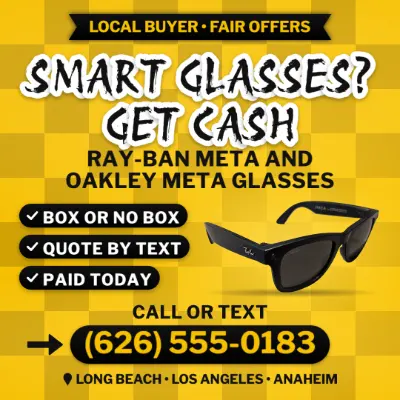 LOCAL BUYER • FAIR OFFERS
SMART GLASSES?
GET CASH
RAY-BAN META AND
OAKLEY META GLASSES
BOX OR NO BOX
QUOTE BY TEXT
PAID TODAY
CALL OR TEXT
(626) 555-0183
LONG BEACH • LOS ANGELES • ANAHEIM